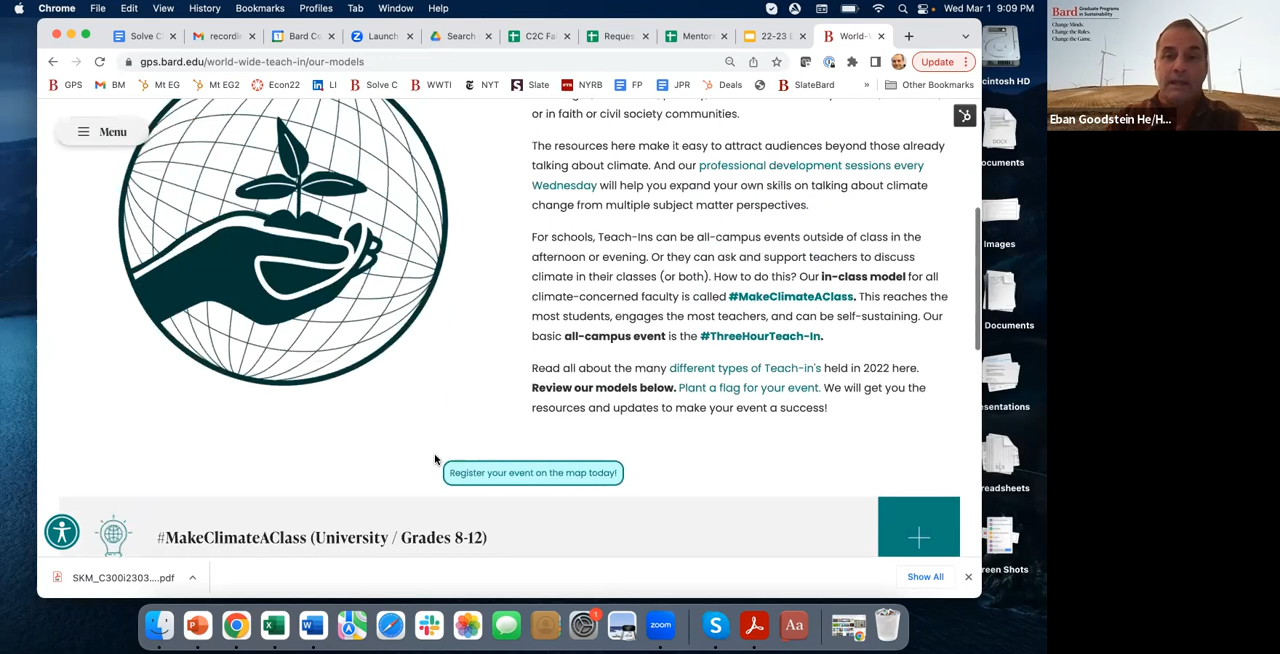 Chrome File Edit View History Bookmarks Profiles Tab Window Help
Wed Mar 1 9:09 PM
Solve C
recordin
Bard Co
Launch
Search
C2C Fa
Reques
Mentor
22-23 E
World-V
gps.bard.edu/world-wide-teach-in/our-models
Update
GPS BM Mt EG Mt EG2 Econ22 LI Solve C WWTI NYT Slate NYRB FP JPR Deals SlateBard » Other Bookmarks
Menu
or in faith or civil society communities.
The resources here make it easy to attract audiences beyond those already
talking about climate. And our professional development sessions every
Wednesday will help you expand your own skills on talking about climate
change from multiple subject matter perspectives.
For schools, Teach-Ins can be all-campus events outside of class in the
afternoon or evening. Or they can ask and support teachers to discuss
climate in their classes (or both). How to do this? Our in-class model for all
climate-concerned faculty is called #MakeClimateAClass. This reaches the
most students, engages the most teachers, and can be self-sustaining. Our
basic all-campus event is the #ThreeHourTeach-In.
Read all about the many different types of Teach-in's held in 2022 here.
Review our models below. Plant a flag for your event. We will get you the
resources and updates to make your event a success!
Register your event on the map today!
#MakeClimateAClass (University / Grades 8-12)
SKM_C300i2303....pdf
Show All
cintosh HD
DOCX
ocuments
Images
Documents
esentations
readsheets
reen Shots
Bard Graduate Programs
in Sustainability
Change Minds.
Change the Rules.
Change the Game.
Eban Goodstein He/H...
zoom
Aa
1